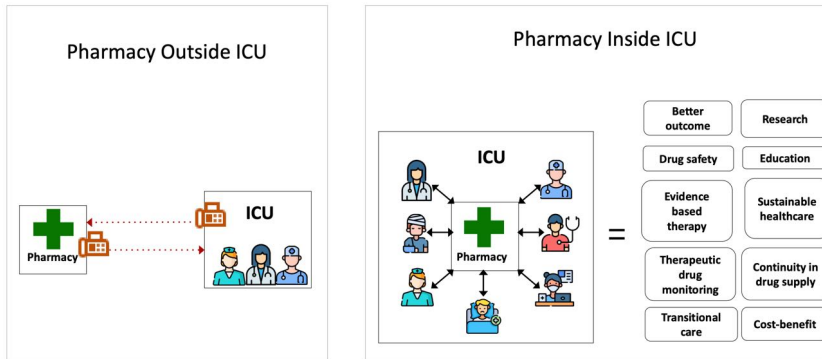 Pharmacy Outside ICU
ICU
Pharmacy
Pharmacy Inside ICU
ICU
Pharmacy
=
Better
outcome
Research
Drug safety
Education
Evidence
based
therapy
Sustainable
healthcare
Therapeutic
drug
monitoring
Continuity in
drug supply
Transitional
care
Cost-benefit